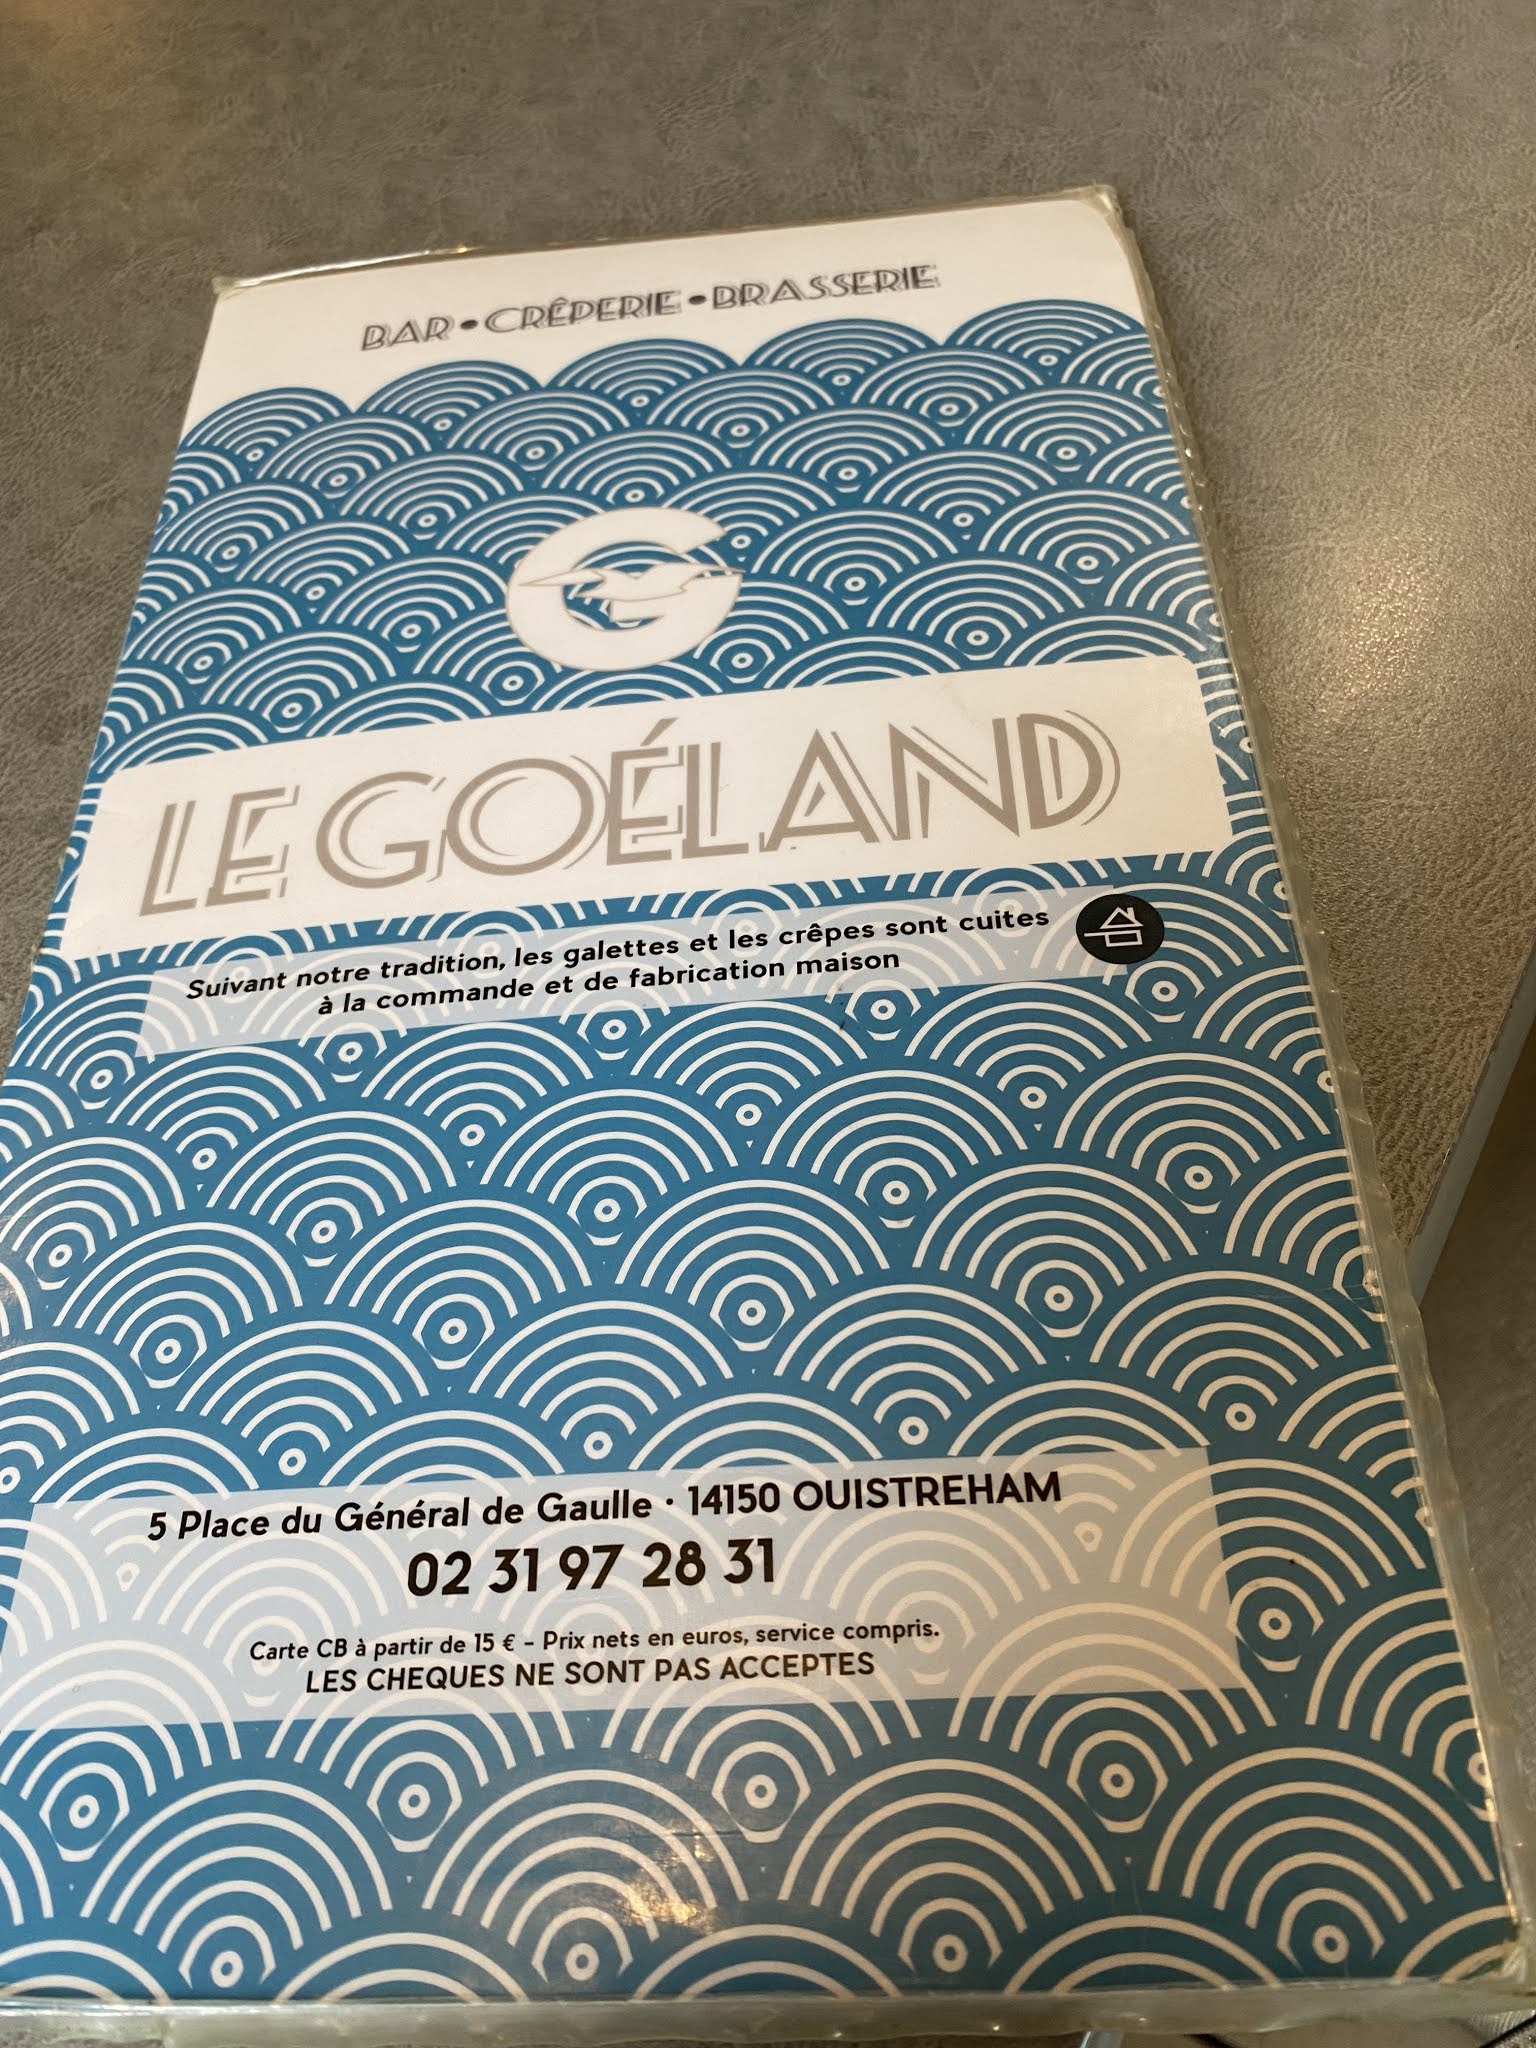 BAR • CRÊPERIE • BRASSERIE
G
LE GOÉLAND
Suivant notre tradition, les galettes et les crêpes sont cuites
à la commande et de fabrication maison
5 Place du Général de Gaulle · 14150 OUISTREHAM
02 31 97 28 31
Carte CB à partir de 15 € - Prix nets en euros, service compris.
LES CHEQUES NE SONT PAS ACCEPTES